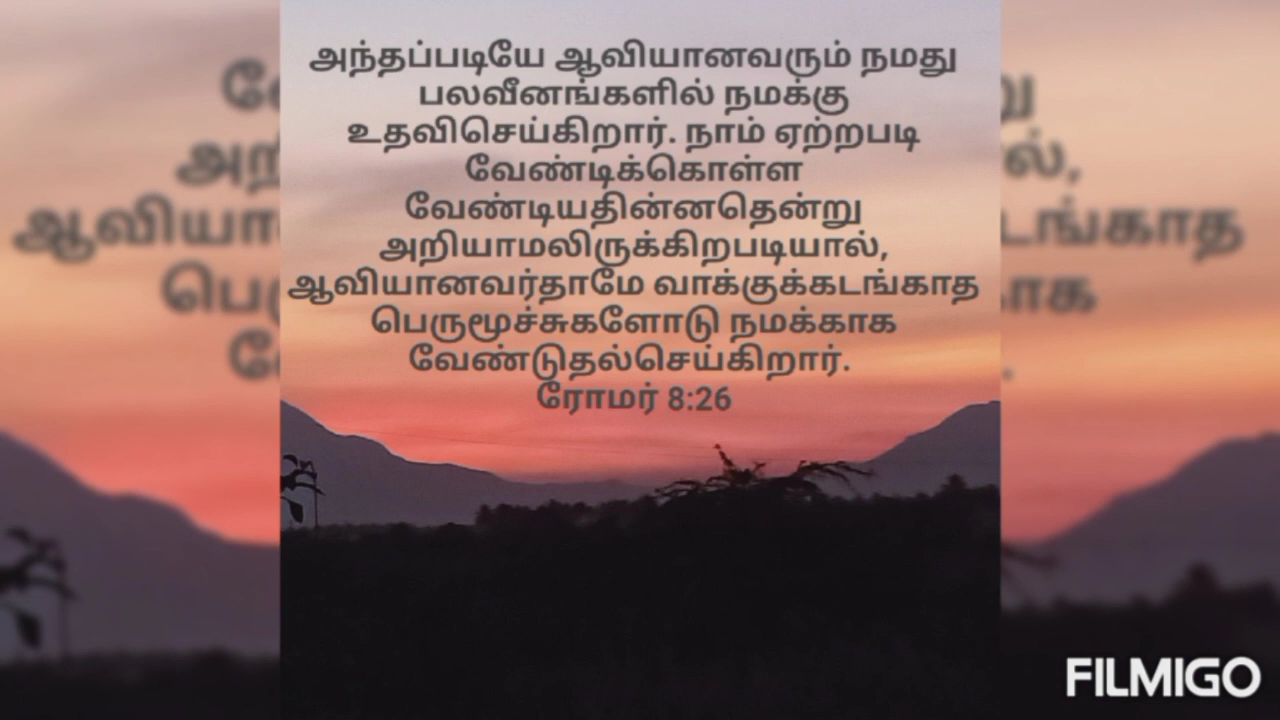 அந்தப்படியே ஆவியானவரும் நமது
பலவீனங்களில் நமக்கு
உதவிசெய்கிறார். நாம் ஏற்றபடி
வேண்டிக்கொள்ள
வேண்டியதின்னதென்று
அறியாமலிருக்கிறபடியால்,
ஆவியானவர்தாமே வாக்குக்கடங்காத
பெருமூச்சுகளோடு நமக்காக
வேண்டுதல்செய்கிறார்.
ரோமர் 8:26
FILMIGO